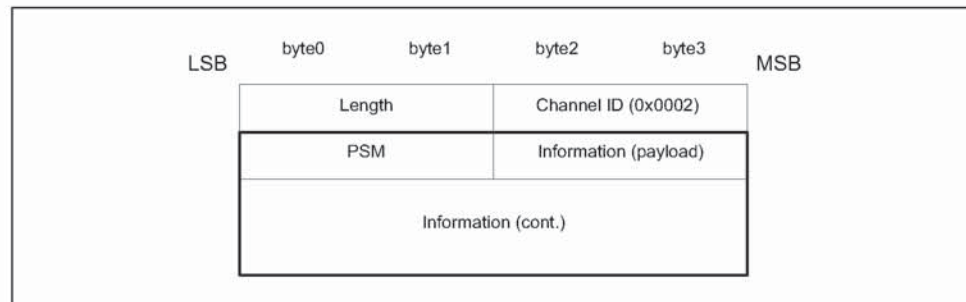 byte0 byte1 byte2 byte3
LSB MSB
Length Channel ID (0x0002)
PSM Information (payload)
Information (cont.)